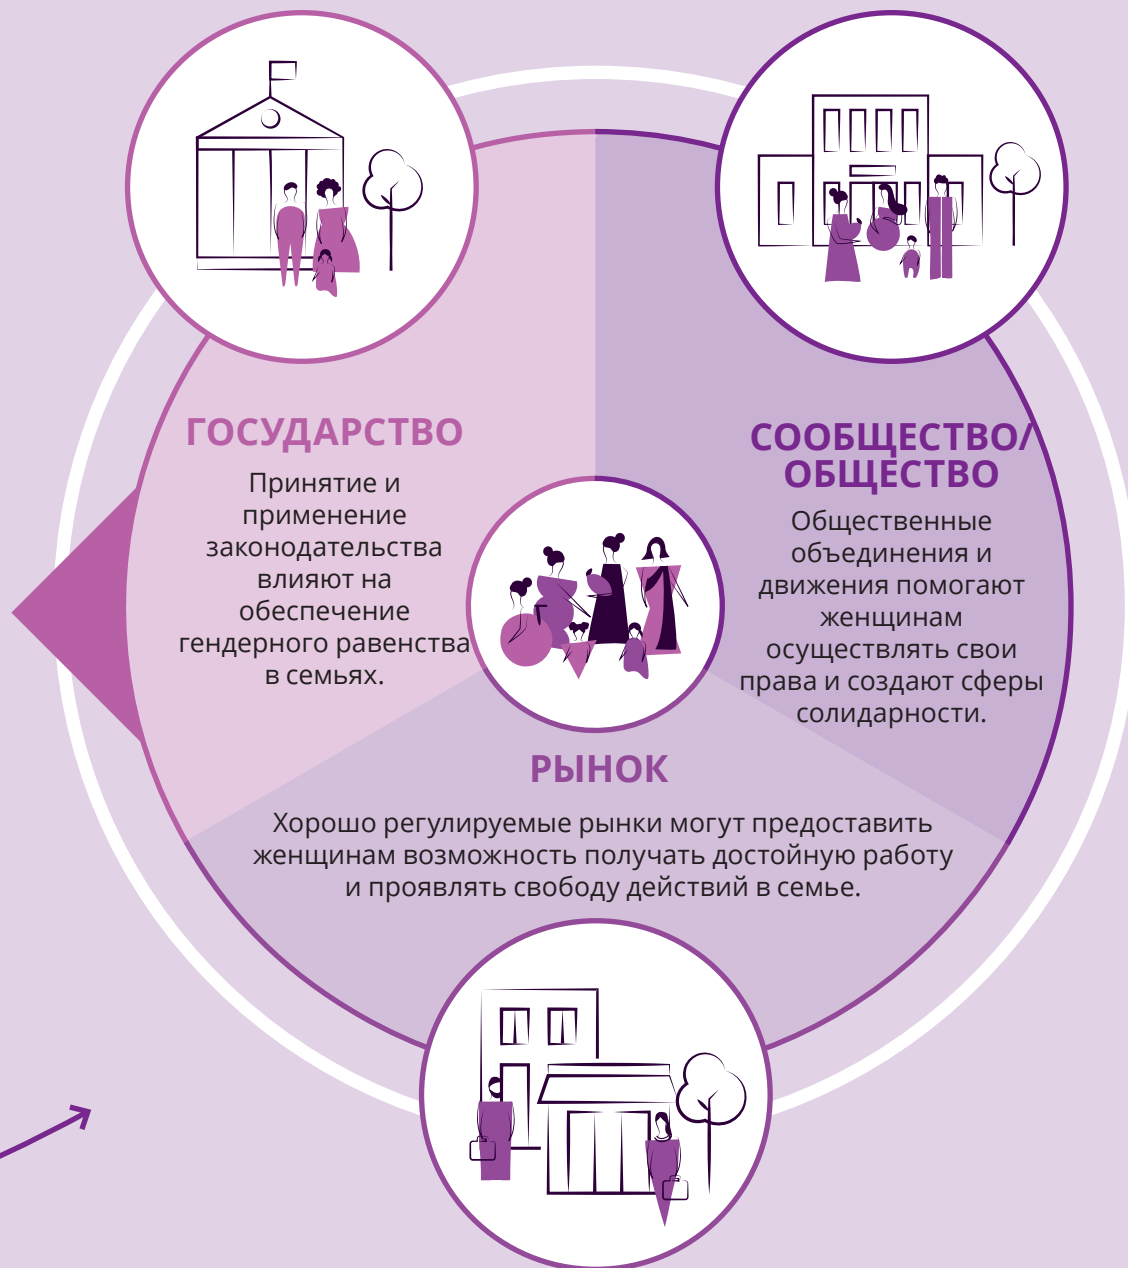 ГОСУДАРСТВО
Принятие и
применение
законодательства
влияют на
обеспечение
гендерного равенства
в семьях.
СООБЩЕСТВО/
ОБЩЕСТВО
Общественные
объединения и
движения помогают
женщинам
осуществлять свои
права и создают сферы
солидарности.
РЫНОК
Хорошо регулируемые рынки могут предоставить
женщинам возможность получать достойную работу
и проявлять свободу действий в семье.